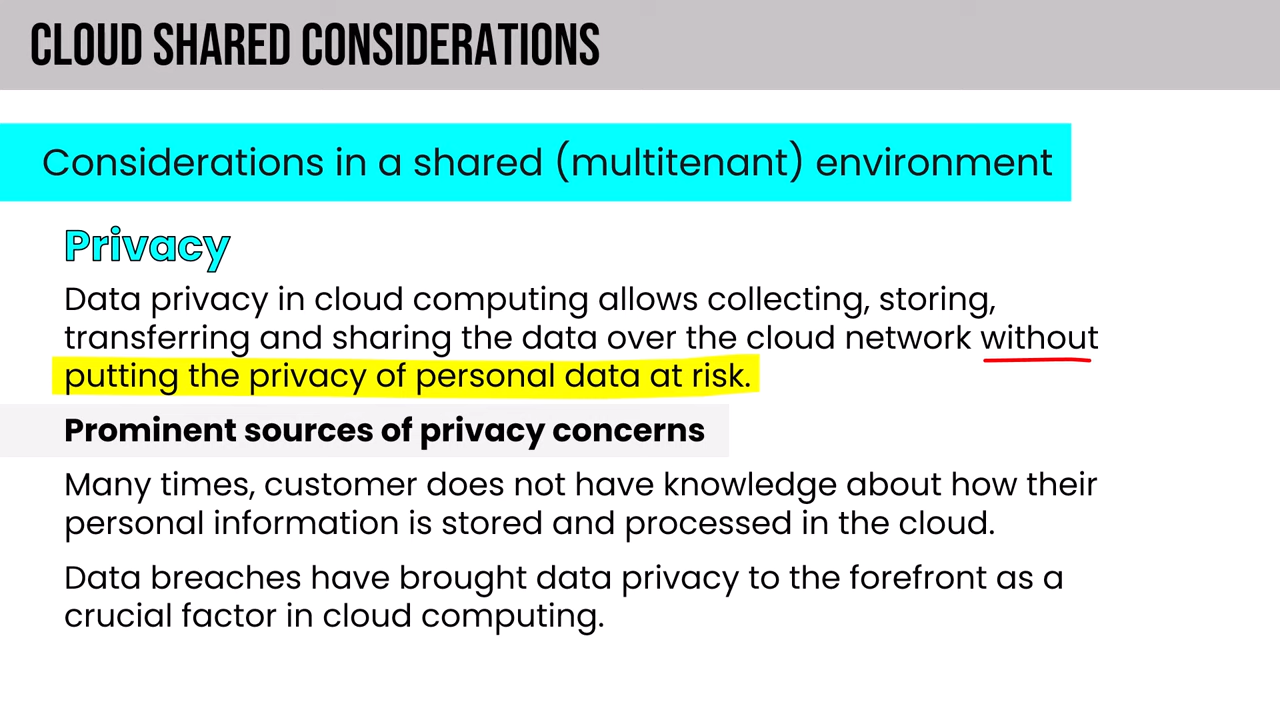 CLOUD SHARED CONSIDERATIONS
Considerations in a shared (multitenant) environment
Privacy
Data privacy in cloud computing allows collecting, storing,
transferring and sharing the data over the cloud network without
putting the privacy of personal data at risk.
Prominent sources of privacy concerns
Many times, customer does not have knowledge about how their
personal information is stored and processed in the cloud.
Data breaches have brought data privacy to the forefront as a
crucial factor in cloud computing.